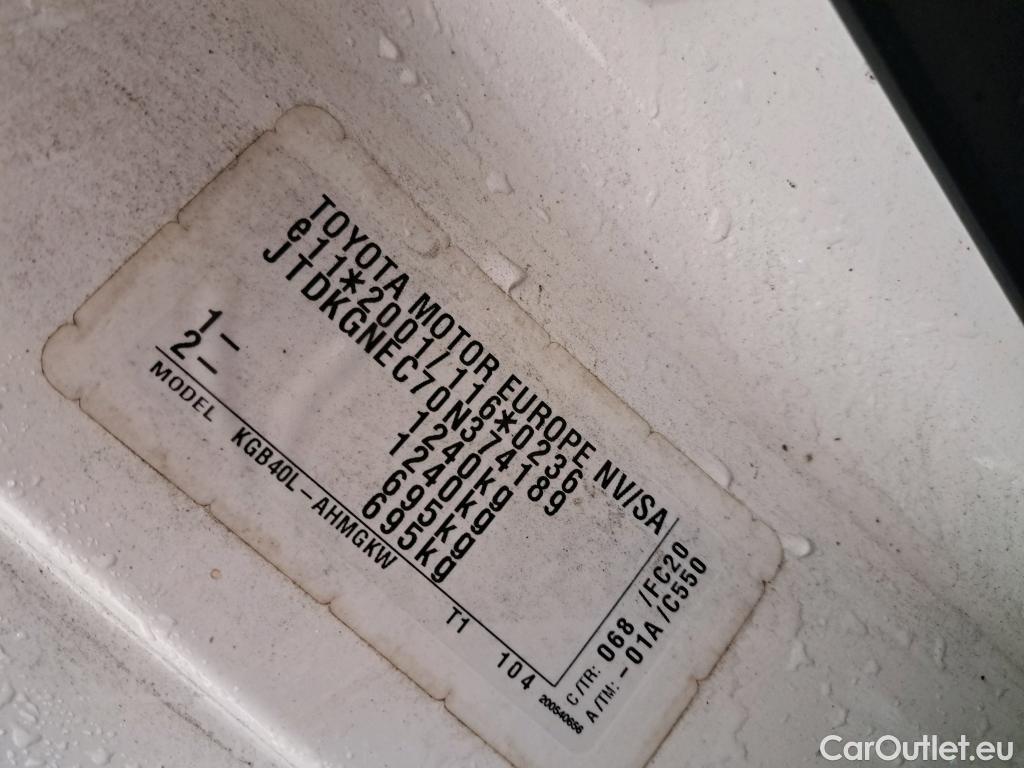 TOYOTA MOTOR EUROPE NV/SA
e11*2001/116*0236
JTDKGNEC70N374189
1240kg
1240kg
1- 695kg
2- 695kg
MODEL KGB40L-AHMGKW T1 104
C/TR: 068 /FC20
A/TM: -01A/C550
200540656
CarOutlet.eu